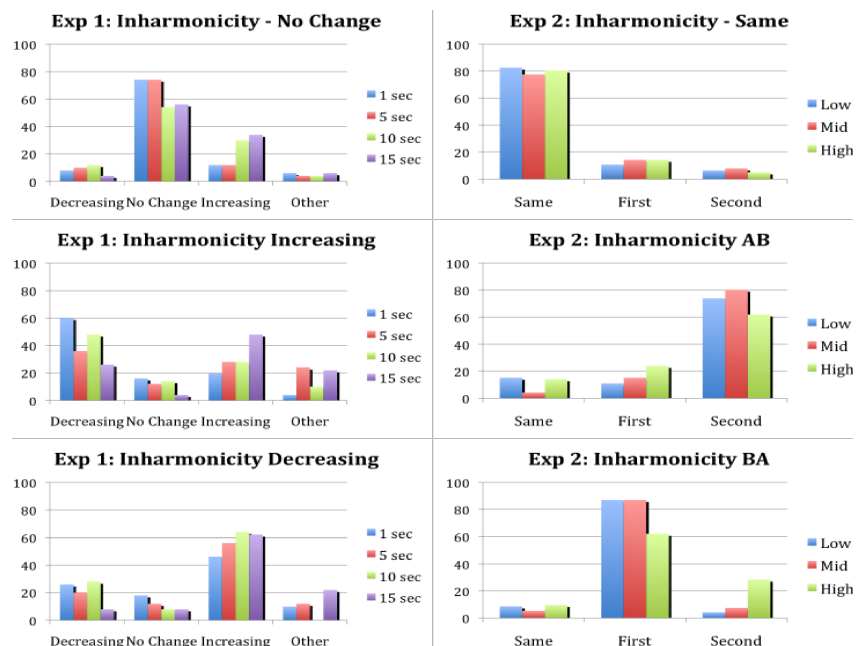 Exp 1: Inharmonicity - No Change
100
80
60
40
20
0
Decreasing No Change Increasing Other
1 sec
5 sec
10 sec
15 sec
Exp 2: Inharmonicity - Same
100
80
60
40
20
0
Same First Second
Low
Mid
High
Exp 1: Inharmonicity Increasing
100
80
60
40
20
0
Decreasing No Change Increasing Other
1 sec
5 sec
10 sec
15 sec
Exp 2: Inharmonicity AB
100
80
60
40
20
0
Same First Second
Low
Mid
High
Exp 1: Inharmonicity Decreasing
100
80
60
40
20
0
Decreasing No Change Increasing Other
1 sec
5 sec
10 sec
15 sec
Exp 2: Inharmonicity BA
100
80
60
40
20
0
Same First Second
Low
Mid
High